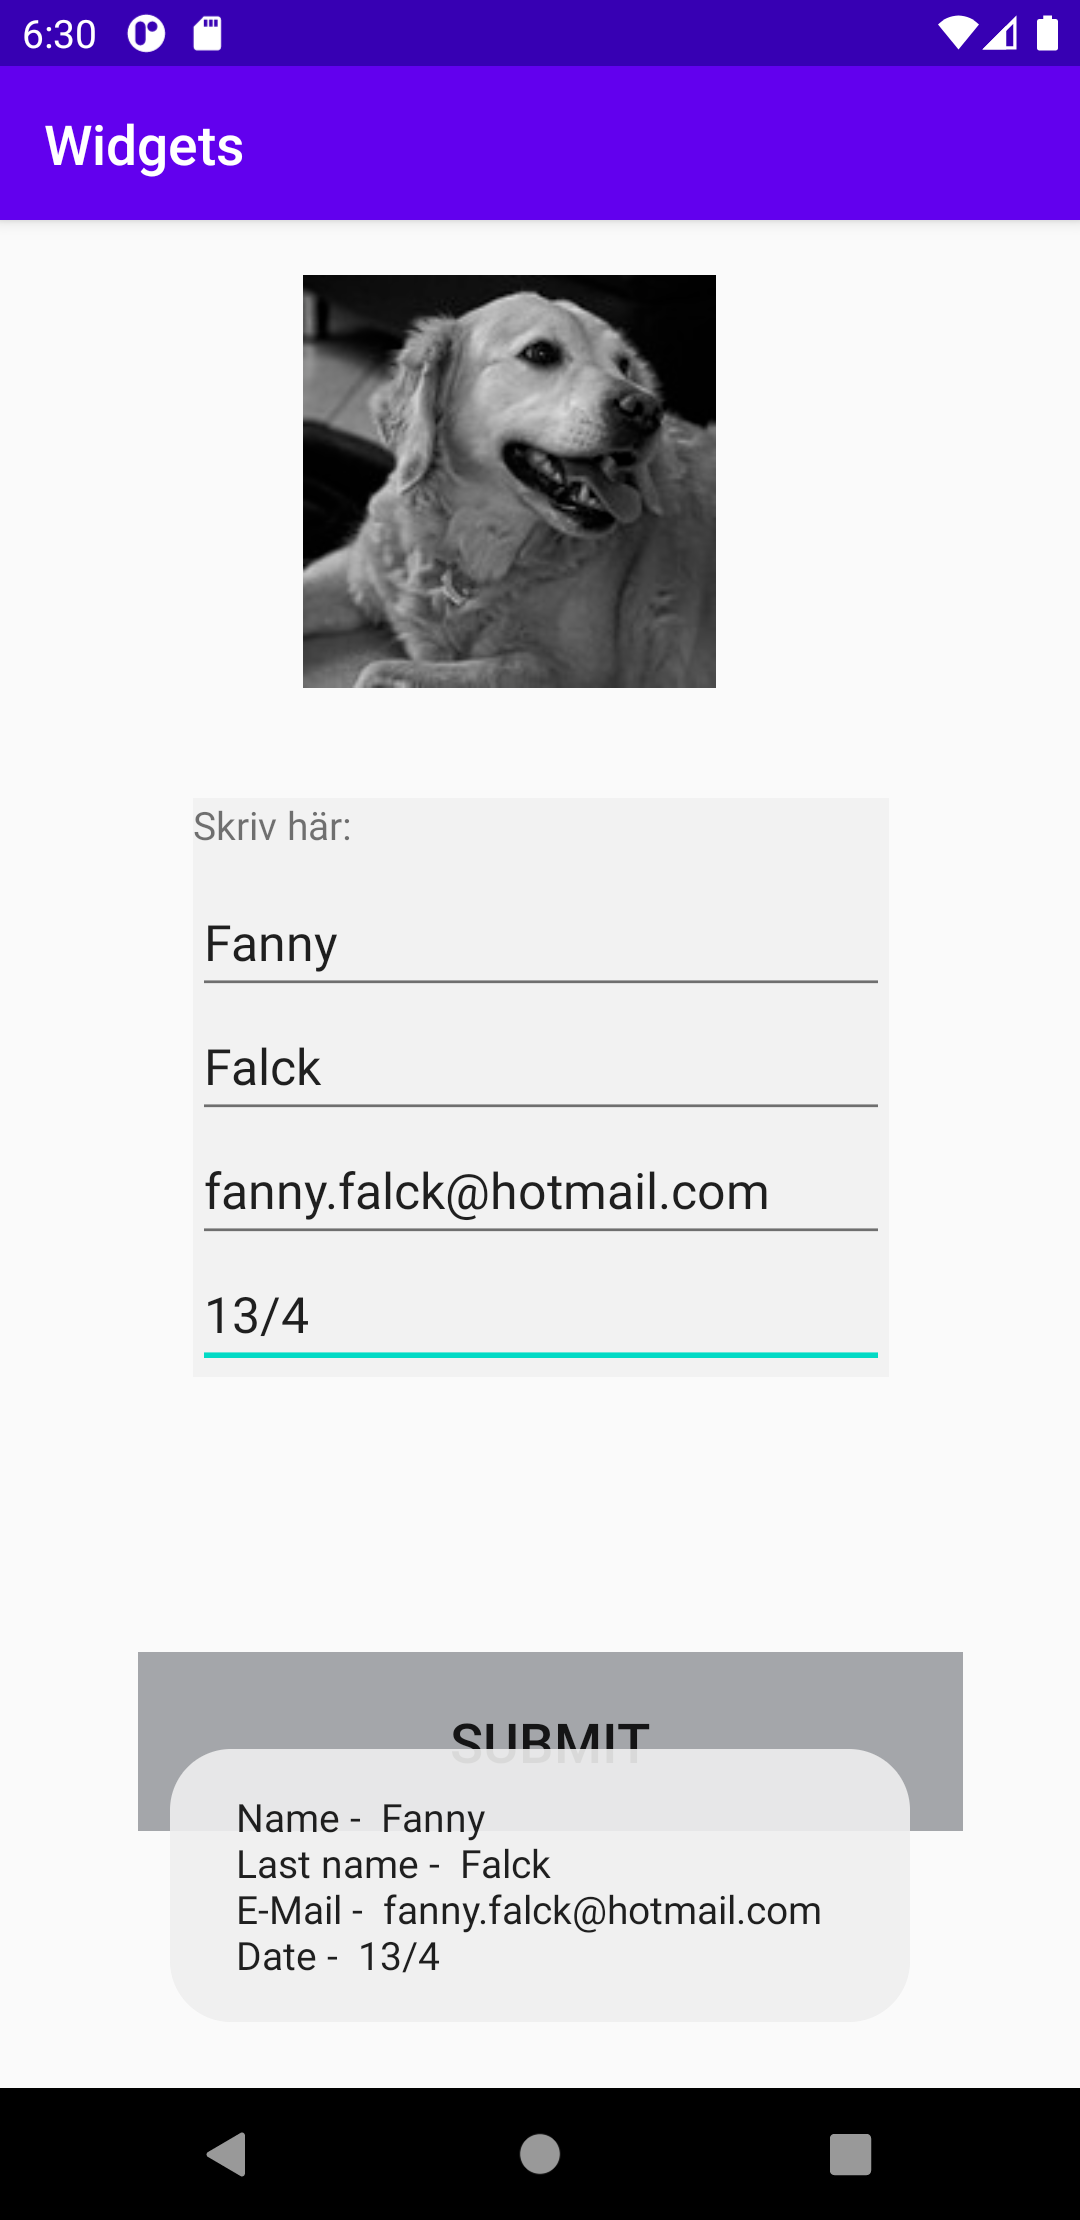 6:30
Widgets
Skriv här:
Fanny
Falck
fanny.falck@hotmail.com
13/4
SUBMIT
Name -  Fanny
Last name -  Falck
E-Mail -  fanny.falck@hotmail.com
Date -  13/4